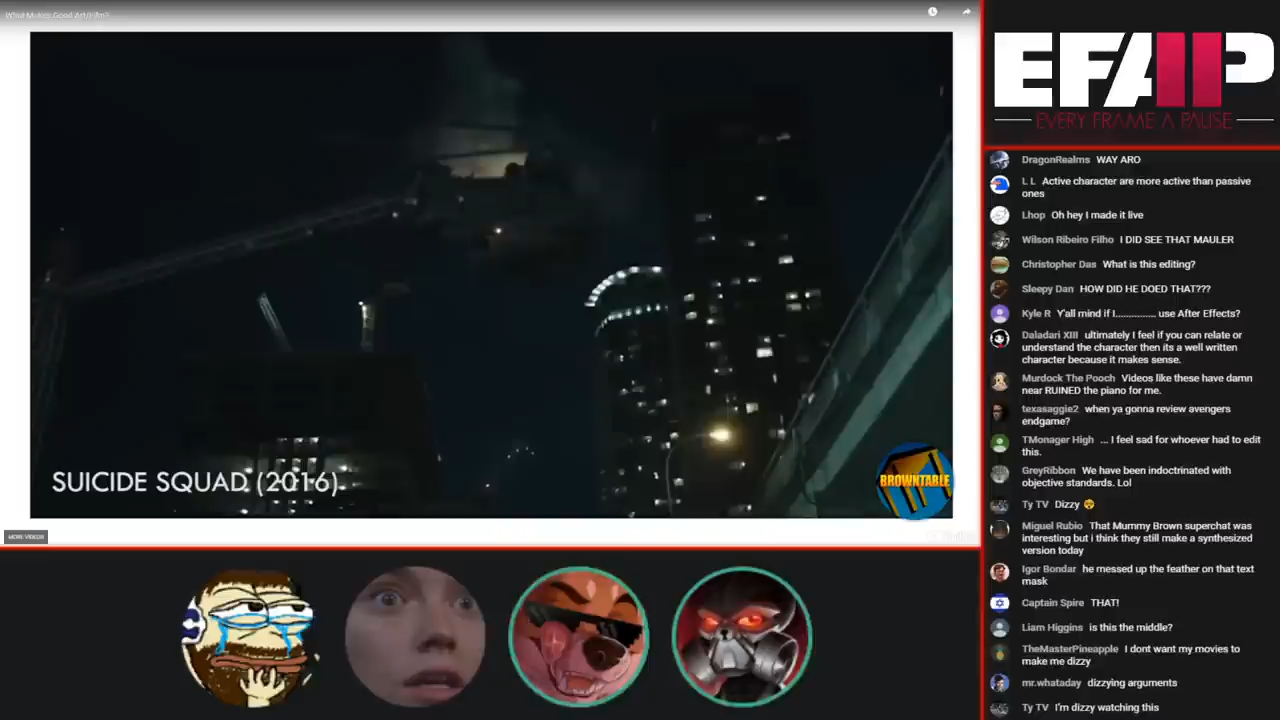 What Makes Good Art/Film?
SUICIDE SQUAD (2016)
BROWNTABLE
MORE VIDEOS
EFAP
EVERY FRAME A PAUSE
DragonRealms WAY ARO
L L Active character are more active than passive
ones
Lhop Oh hey I made it live
Wilson Ribeiro Filho I DID SEE THAT MAULER
Christopher Das What is this editing?
Sleepy Dan HOW DID HE DOED THAT???
Kyle R Y'all mind if I................ use After Effects?
Daladari XIII ultimately I feel if you can relate or
understand the character then its a well written
character because it makes sense.
Murdock The Pooch Videos like these have damn
near RUINED the piano for me.
texasaggie2 when ya gonna review avengers
endgame?
TMonager High ... I feel sad for whoever had to edit
this.
GreyRibbon We have been indoctrinated with
objective standards. Lol
Ty TV Dizzy 😵
Miguel Rubio That Mummy Brown superchat was
interesting but i think they still make a synthesized
version today
Igor Bondar he messed up the feather on that text
mask
Captain Spire THAT!
Liam Higgins is this the middle?
TheMasterPineapple I dont want my movies to
make me dizzy
mr.whataday dizzying arguments
Ty TV I'm dizzy watching this